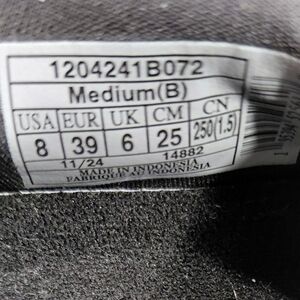 1204241B072
Medium(B)
USA EUR UK CM CN
8 39 6 25 250(1.5)
11/24 14882
MADE IN INDONESIA
FABRIQUE EN INDONESIE